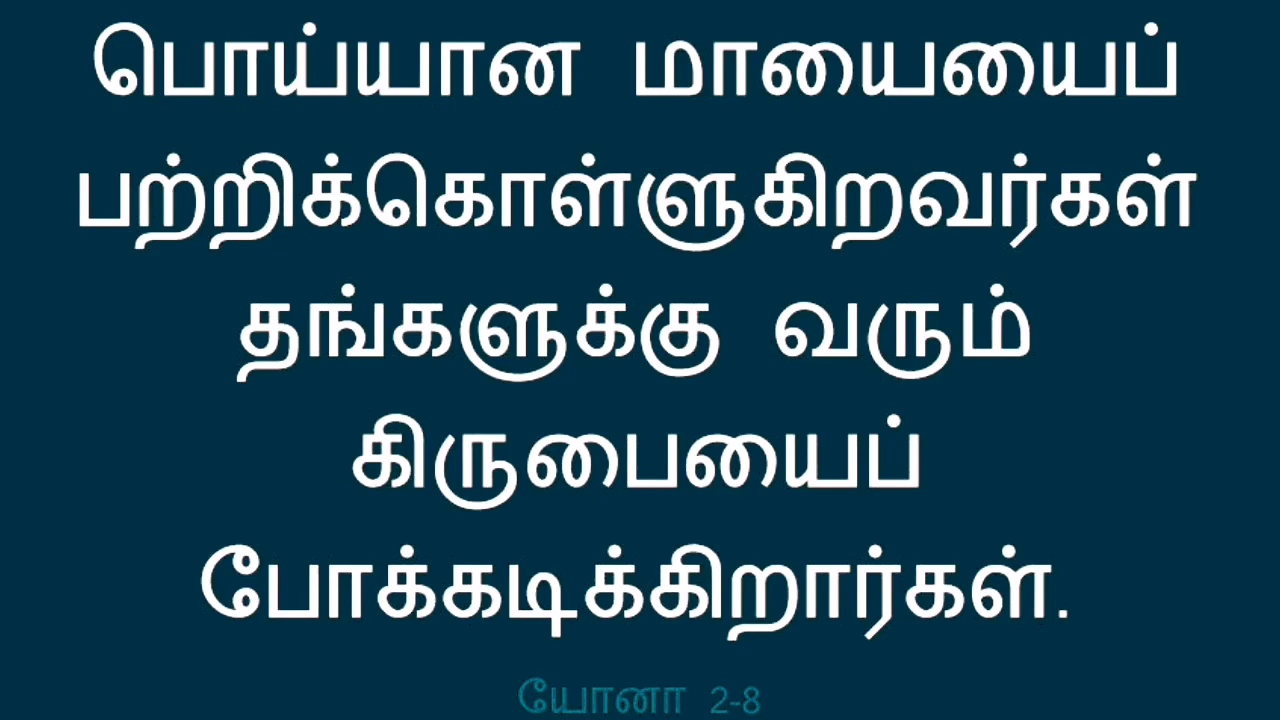 பொய்யான மாயையைப்
பற்றிக்கொள்ளுகிறவர்கள்
தங்களுக்கு வரும்
கிருபையைப்
போக்கடிக்கிறார்கள்.
யோனா 2-8